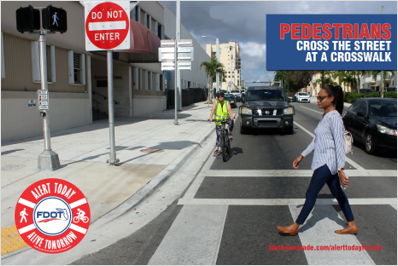 DO NOT
ENTER
PEDESTRIANS
CROSS THE STREET
AT A CROSSWALK
ALERT TODAY
FDOT
ALIVE TOMORROW